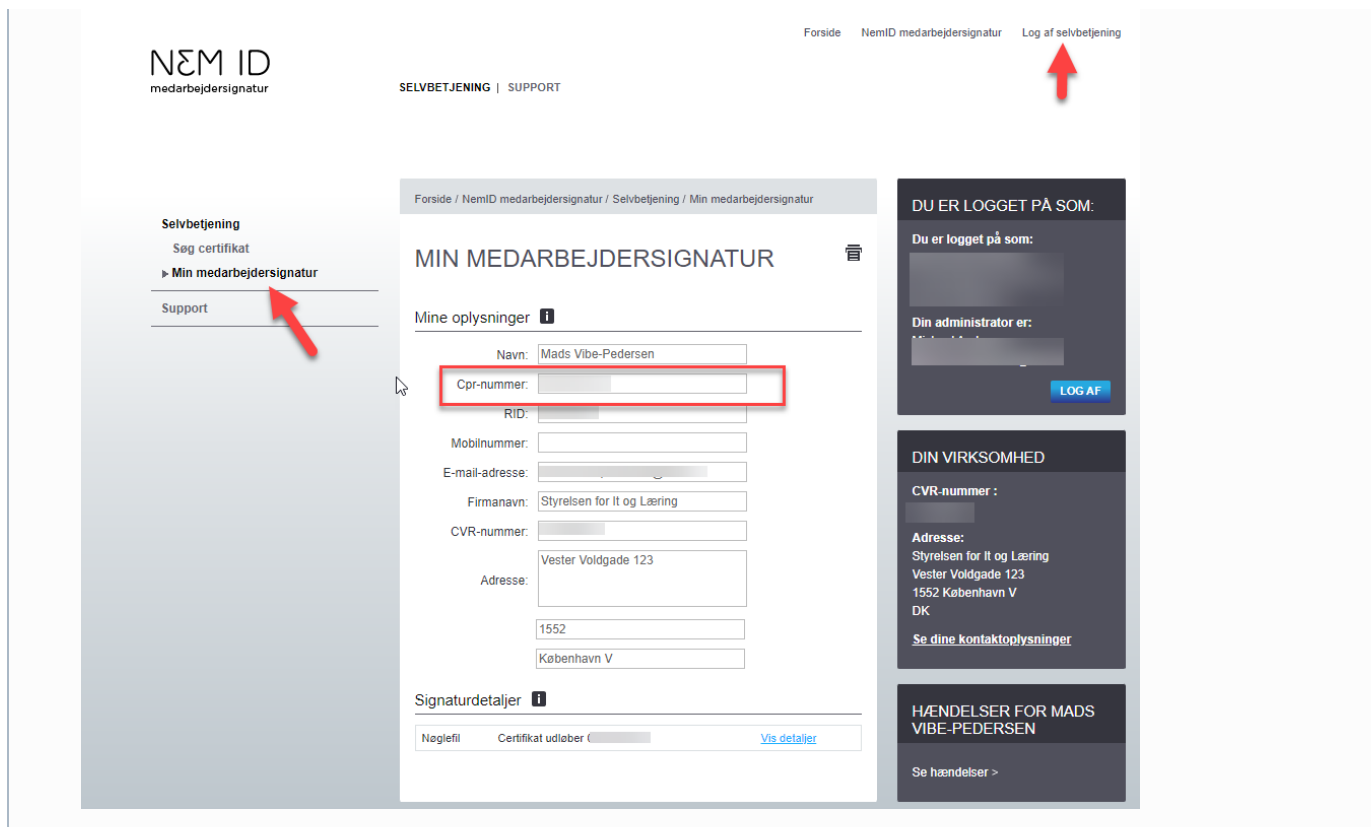 Forside NemID medarbejdersignatur Log af selvbetjening
NEM ID
medarbejdersignatur
SELVBETJENING | SUPPORT
Selvbetjening
Søg certifikat
Min medarbejdersignatur
Support
Forside / NemID medarbejdersignatur / Selvbetjening / Min medarbejdersignatur
MIN MEDARBEJDERSIGNATUR
Mine oplysninger i
Navn: Mads Vibe-Pedersen
Cpr-nummer:
RID:
Mobilnummer:
E-mail-adresse:
Firmanavn: Styrelsen for It og Læring
CVR-nummer:
Adresse: Vester Voldgade 123
1552
København V
Signaturdetaljer i
Nøglefil Certifikat udløber Vis detaljer
DU ER LOGGET PÅ SOM:
Du er logget på som:
Din administrator er:
LOG AF
DIN VIRKSOMHED
CVR-nummer :
Adresse:
Styrelsen for It og Læring
Vester Voldgade 123
1552 København V
DK
Se dine kontaktoplysninger
HÆNDELSER FOR MADS
VIBE-PEDERSEN
Se hændelser >